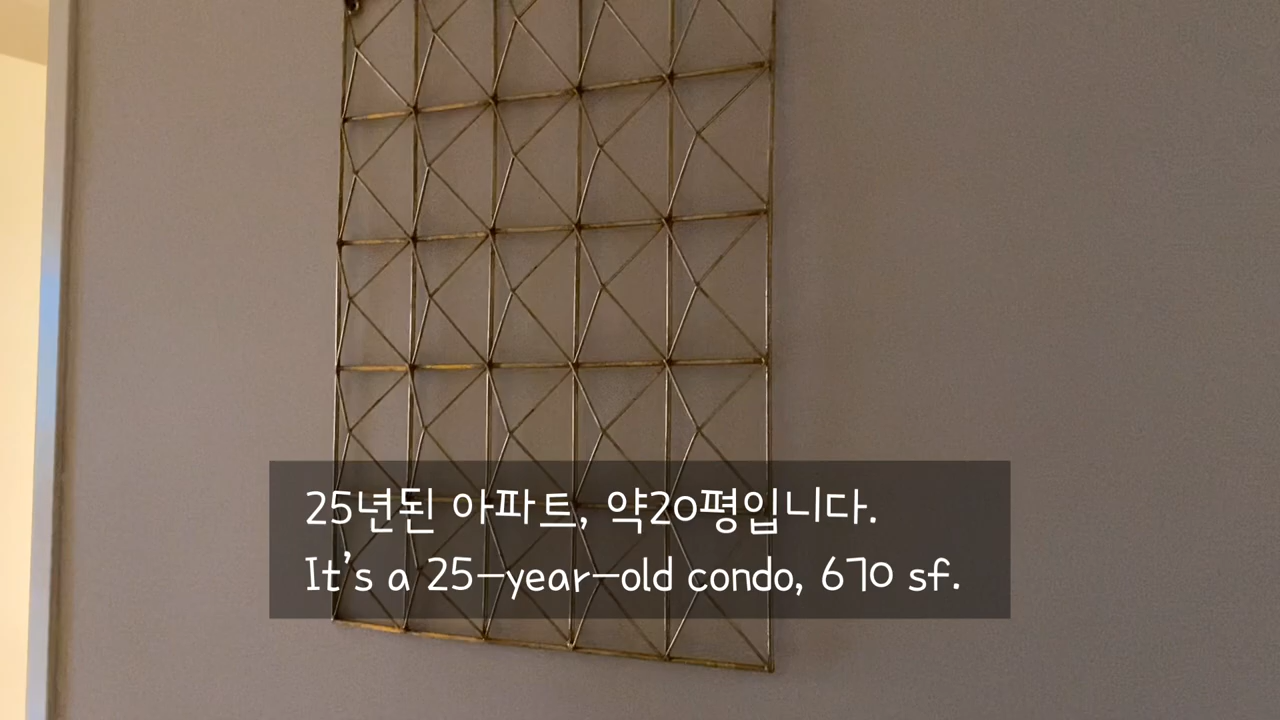 25년된 아파트, 약20평입니다.
It's a 25-year-old condo, 670 sf.